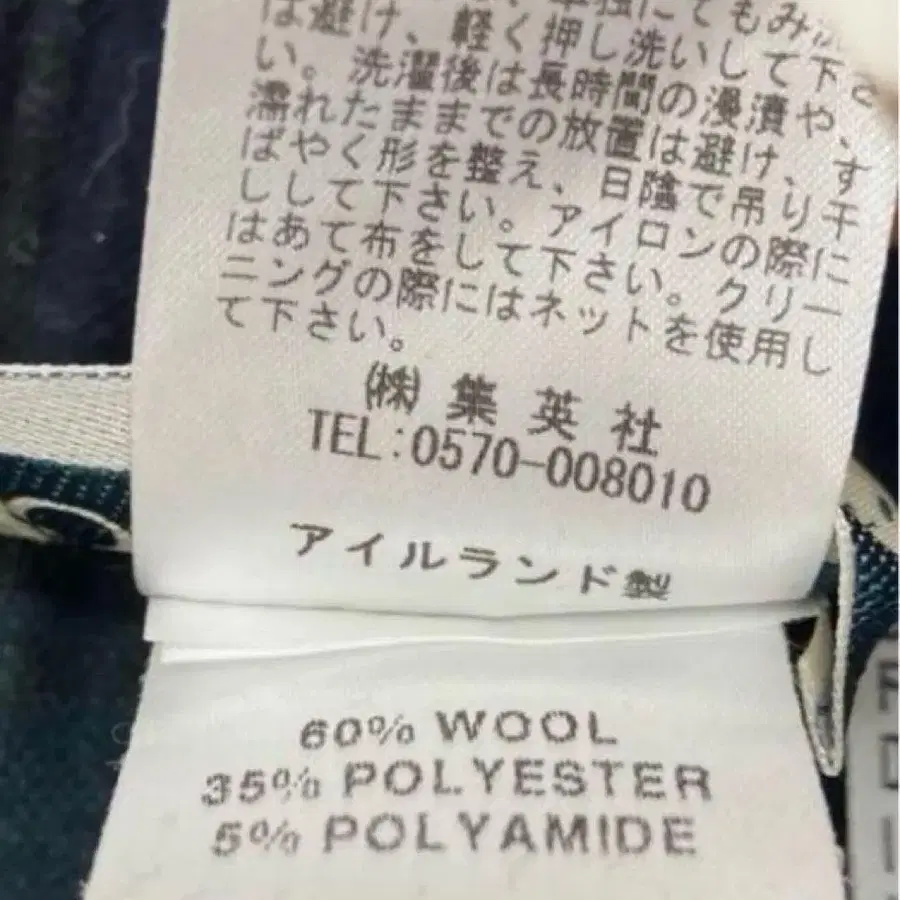 は避け、軽く押し洗いして下さ
い。洗濯後は長時間の漫漬や、
濡れたままでの放置は避け、す
ばやく形を整え、日陰で吊り干
しして下さい。アイロンの際に
はあて布をして下さい。クリー
ニングの際にはネットを使用し
て下さい。
㈱ 集英社
TEL:0570-008010
アイルランド製
60% WOOL
35% POLYESTER
5% POLYAMIDE